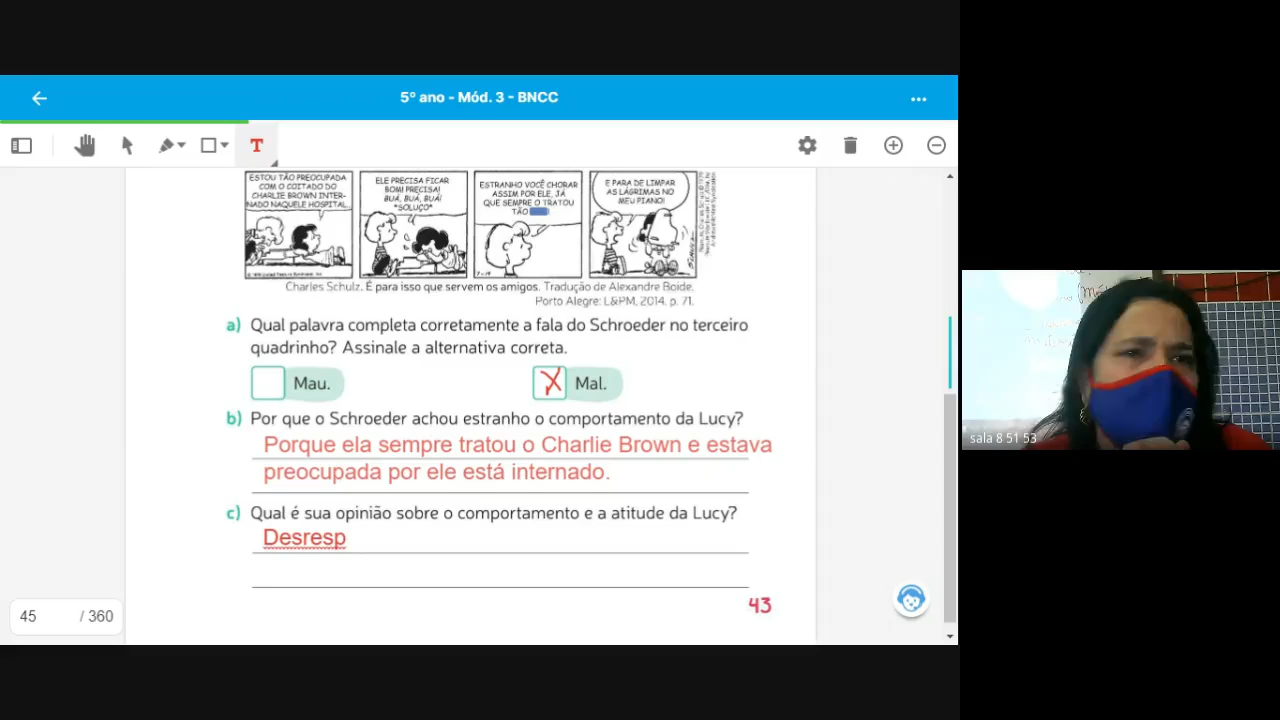 5º ano - Mód. 3 - BNCC
T
ESTOU TÃO PREOCUPADA
COM O COITADO DO
CHARLIE BROWN INTER-
NADO NAQUELE HOSPITAL...
ELE PRECISA FICAR
BOM! PRECISA!
BUÁ, BUÁ, BUÁ!
*SOLUÇO*
ESTRANHO VOCÊ CHORAR
ASSIM POR ELE, JÁ
QUE SEMPRE O TRATOU
TÃO
E PARA DE LIMPAR
AS LÁGRIMAS NO
MEU PIANO!
Charles Schulz. É para isso que servem os amigos. Tradução de Alexandre Boide.
Porto Alegre: L&PM, 2014. p. 71.
a) Qual palavra completa corretamente a fala do Schroeder no terceiro
quadrinho? Assinale a alternativa correta.
Mau.
X Mal.
b) Por que o Schroeder achou estranho o comportamento da Lucy?
Porque ela sempre tratou o Charlie Brown e estava
preocupada por ele está internado.
c) Qual é sua opinião sobre o comportamento e a atitude da Lucy?
Desresp
43
45 / 360
sala 8 51 53